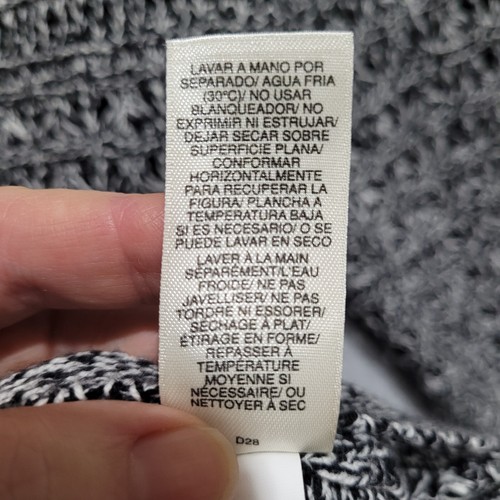 LAVAR A MANO POR
SEPARADO/ AGUA FRIA
(30ºC)/ NO USAR
BLANQUEADOR/ NO
EXPRIMIR NI ESTRUJAR/
DEJAR SECAR SOBRE
SUPERFICIE PLANA/
CONFORMAR
HORIZONTALMENTE
PARA RECUPERAR LA
FIGURA/ PLANCHA A
TEMPERATURA BAJA
SI ES NECESARIO/ O SE
PUEDE LAVAR EN SECO
LAVER À LA MAIN
SÉPARÉMENT/L'EAU
FROIDE/ NE PAS
JAVELLISER/ NE PAS
TORDRE NI ESSORER/
SÉCHAGE À PLAT/
ÉTIRAGE EN FORME/
REPASSER À
TEMPÉRATURE
MOYENNE SI
NÉCESSAIRE/ OU
NETTOYER À SEC
D28